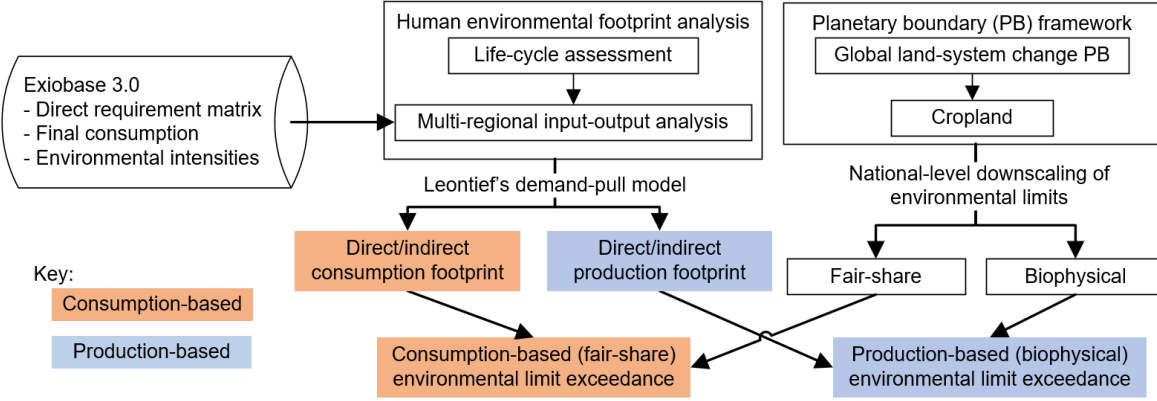 Exiobase 3.0
- Direct requirement matrix
- Final consumption
- Environmental intensities
Human environmental footprint analysis
Life-cycle assessment
Multi-regional input-output analysis
Planetary boundary (PB) framework
Global land-system change PB
Cropland
Leontief's demand-pull model
National-level downscaling of
environmental limits
Direct/indirect
consumption footprint
Direct/indirect
production footprint
Fair-share
Biophysical
Key:
Consumption-based
Production-based
Consumption-based (fair-share)
environmental limit exceedance
Production-based (biophysical)
environmental limit exceedance